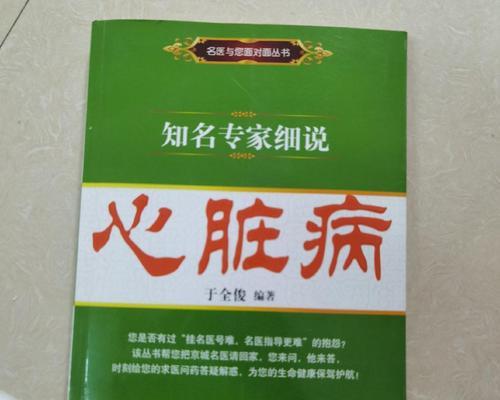 名医与您面对面丛书
知名专家细说
心脏病
于全俊 编著
您是否有过“挂名医号难，名医指导更难”的抱怨？
该丛书帮您把京城名医请回家，您来问，他来答，
时刻给您的求医问药答疑解惑，为您的生命健康保驾护航！